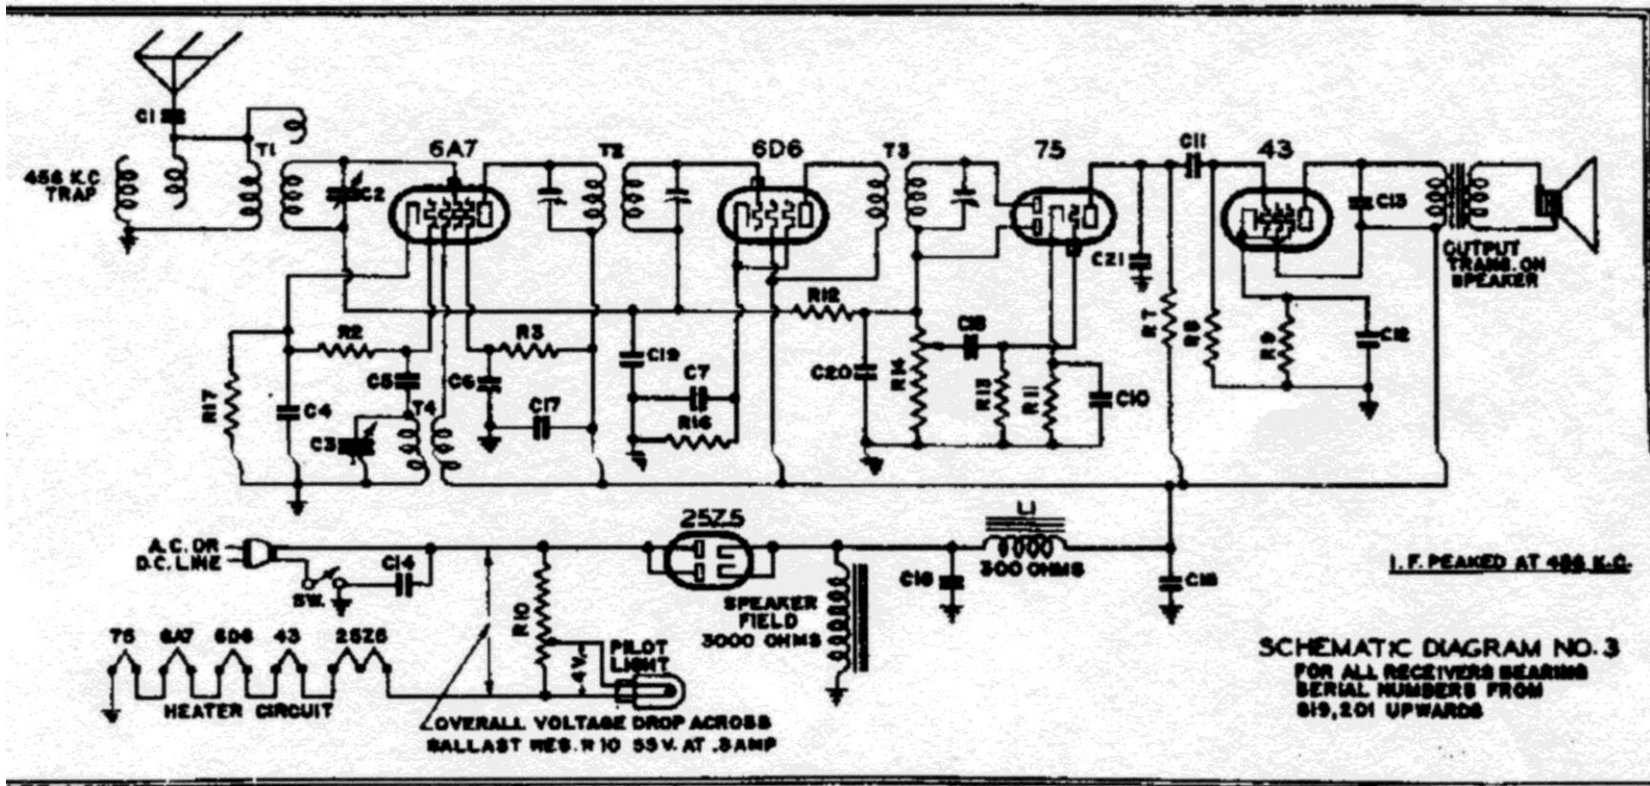 C1
T1
456 K.C.
TRAP
C2
6A7
T2
6D6
T3
75
C11
43
C13
OUTPUT
TRANS. ON
SPEAKER
C21
R12
R2
R3
C19
C5
C6
C7
C20
R14
R13
R11
C10
R7
R8
R9
C12
R17
C4
C17
R16
C3
T4
25Z5
L1
300 OHMS
A.C. OR
D.C. LINE
C14
SW.
R10
SPEAKER
FIELD
3000 OHMS
C16
I.F. PEAKED AT 456 K.C.
75 6A7 6D6 43 25Z5
PILOT
LIGHT
4V.
HEATER CIRCUIT
OVERALL VOLTAGE DROP ACROSS
BALLAST RES. R10 55V. AT .3 AMP
SCHEMATIC DIAGRAM NO. 3
FOR ALL RECEIVERS BEARING
SERIAL NUMBERS FROM
819,201 UPWARDS